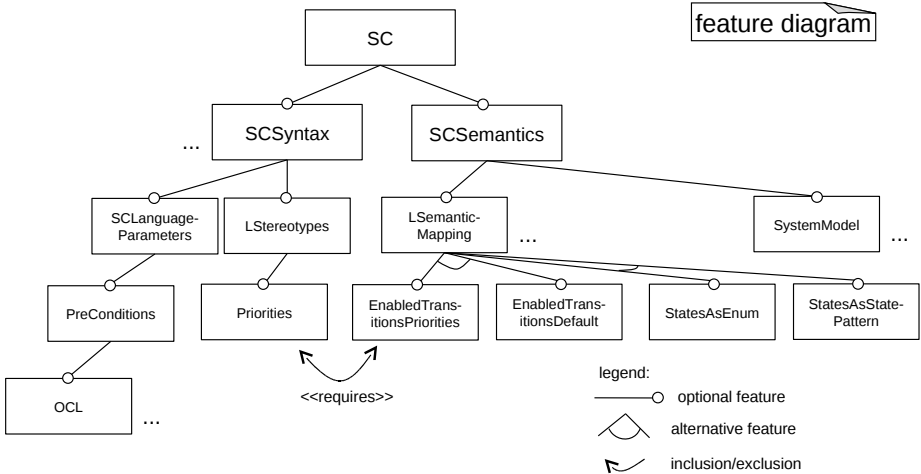 feature diagram
SC
SCSyntax
SCSemantics
...
SCLanguage-
Parameters
LStereotypes
LSemantic-
Mapping
...
SystemModel
...
PreConditions
Priorities
EnabledTrans-
itionsPriorities
EnabledTrans-
itionsDefault
StatesAsEnum
StatesAsState-
Pattern
OCL
...
<<requires>>
legend:
optional feature
alternative feature
inclusion/exclusion